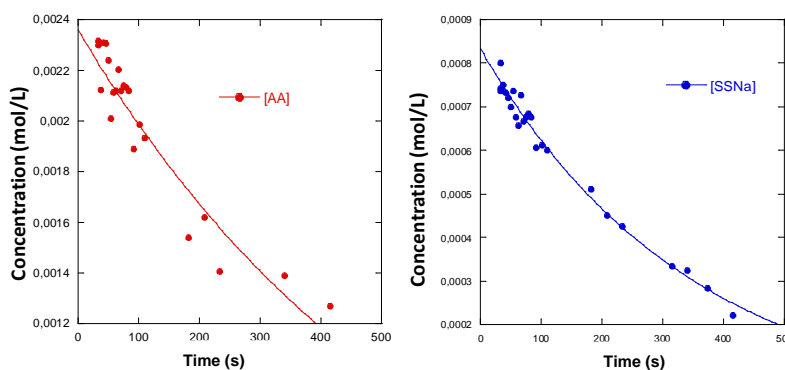 0,0024
0,0022
0,002
0,0018
0,0016
0,0014
0,0012
0 100 200 300 400 500
Concentration (mol/L)
Time (s)
[AA]
0,0009
0,0008
0,0007
0,0006
0,0005
0,0004
0,0003
0,0002
0 100 200 300 400 500
Concentration (mol/L)
Time (s)
[SSNa]